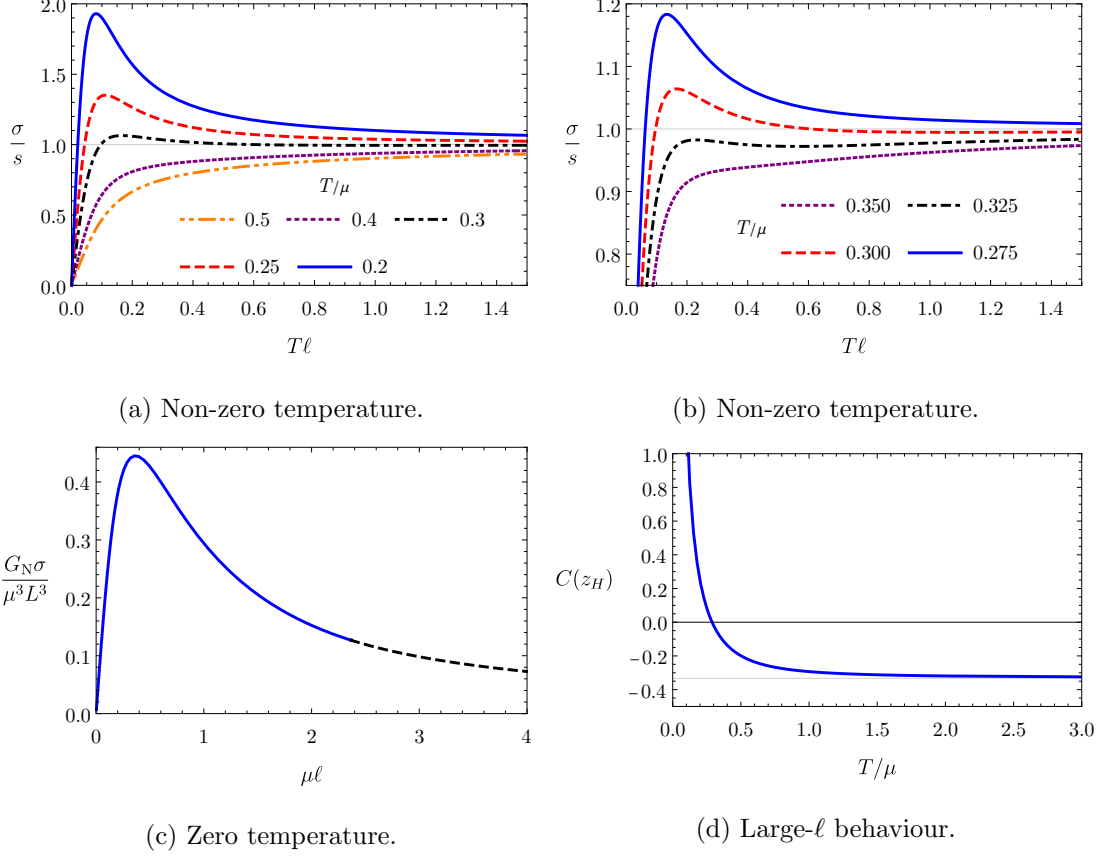 2.0
1.5
1.0
0.5
0.0
σ/s
0.0 0.2 0.4 0.6 0.8 1.0 1.2 1.4
Tℓ
T/μ
0.5 0.4 0.3
0.25 0.2
(a) Non-zero temperature.
1.2
1.1
1.0
0.9
0.8
σ/s
0.0 0.2 0.4 0.6 0.8 1.0 1.2 1.4
Tℓ
T/μ
0.350 0.325
0.300 0.275
(b) Non-zero temperature.
0.4
0.3
0.2
0.1
0.0
G_Nσ/μ³L³
0 1 2 3 4
μℓ
(c) Zero temperature.
1.0
0.8
0.6
0.4
0.2
0.0
−0.2
−0.4
C(z_H)
0.0 0.5 1.0 1.5 2.0 2.5 3.0
T/μ
(d) Large-ℓ behaviour.